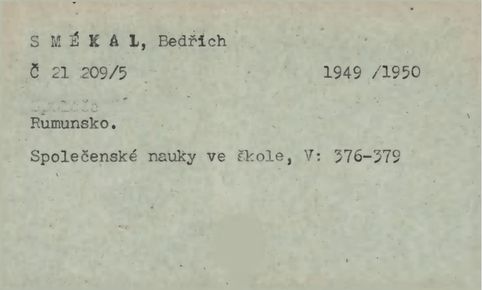 S M É K A L, Bedřich
Č 21 209/5 1949 /1950
Rumunsko.
Společenské nauky ve škole, V: 376-379